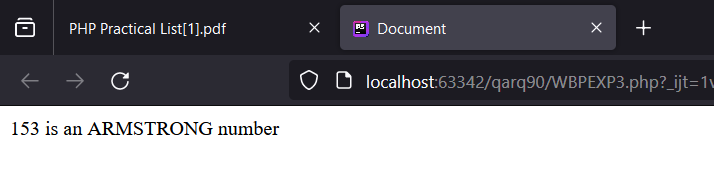 PHP Practical List[1].pdf
Document
localhost:63342/qarq90/WBPEXP3.php?_ijt=1
153 is an ARMSTRONG number